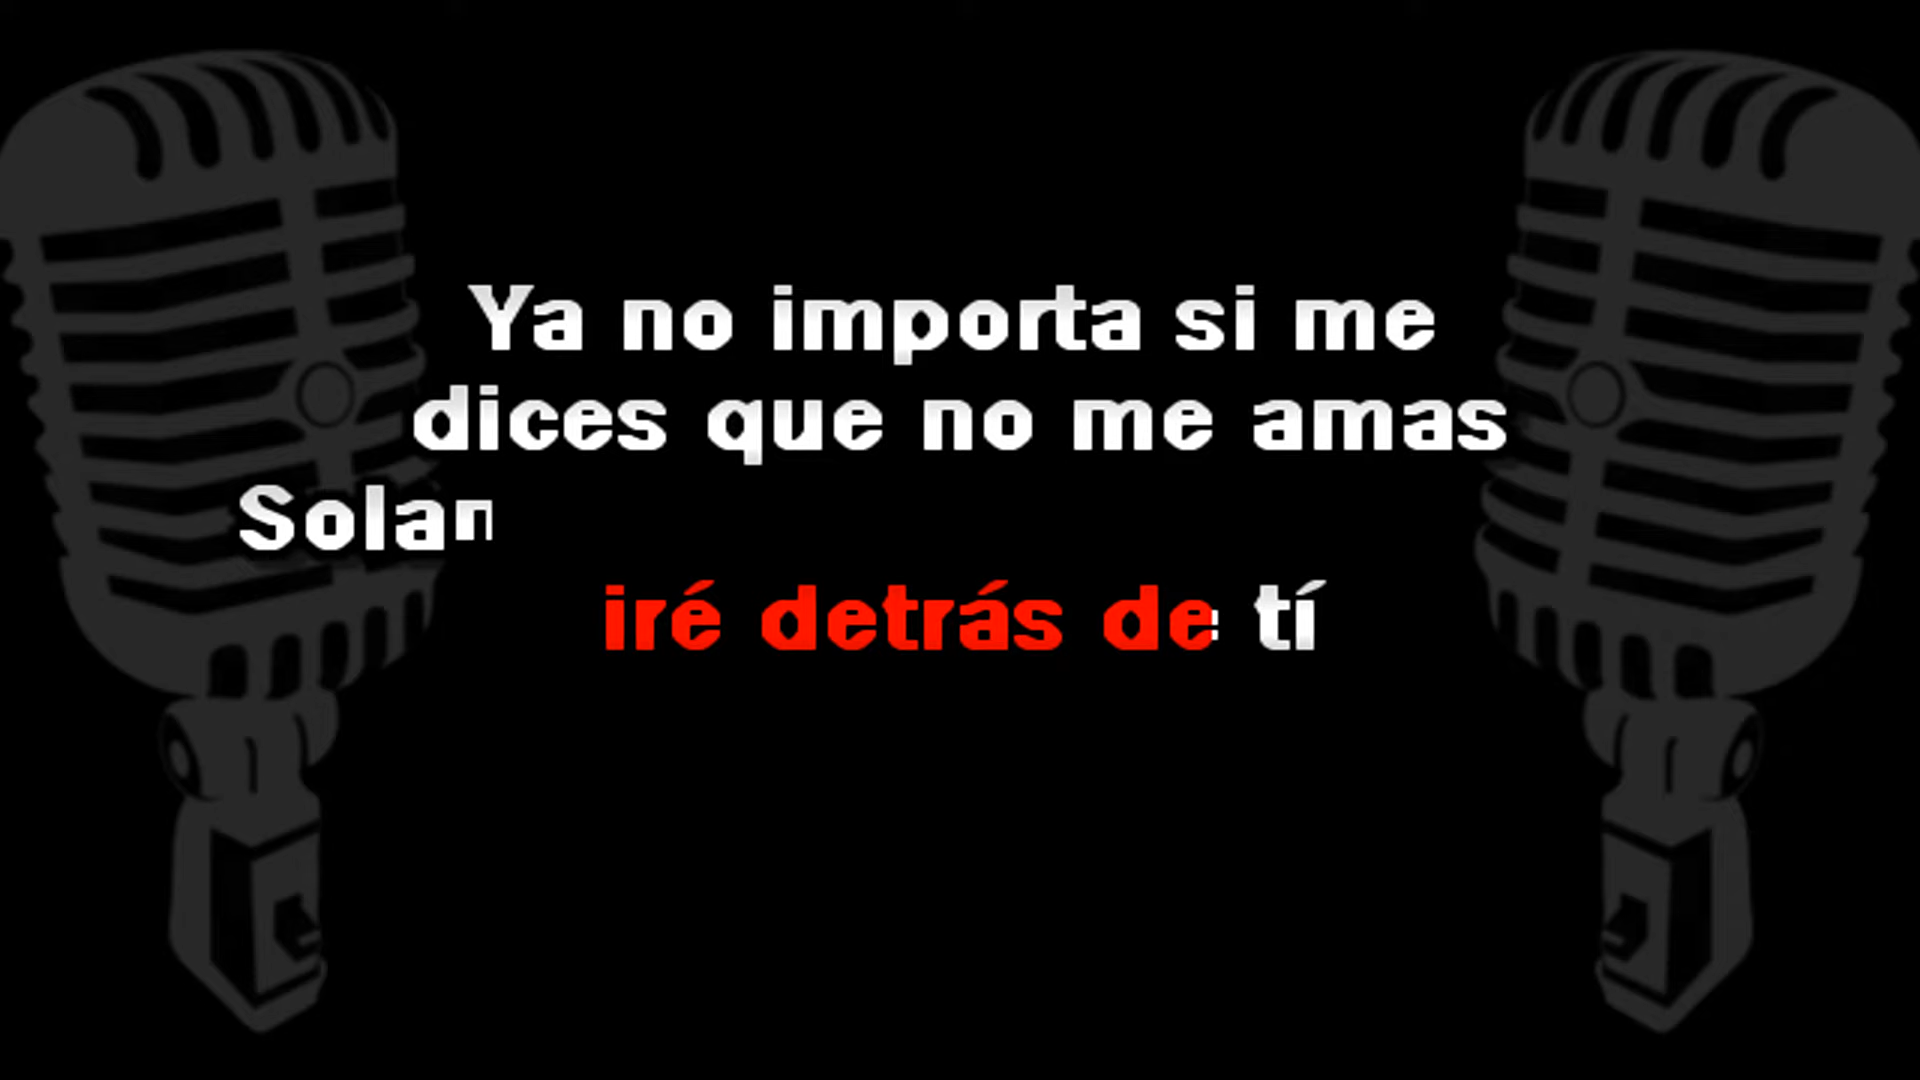 Ya no importa si me
dices que no me amas
Solan
iré detrás de tí